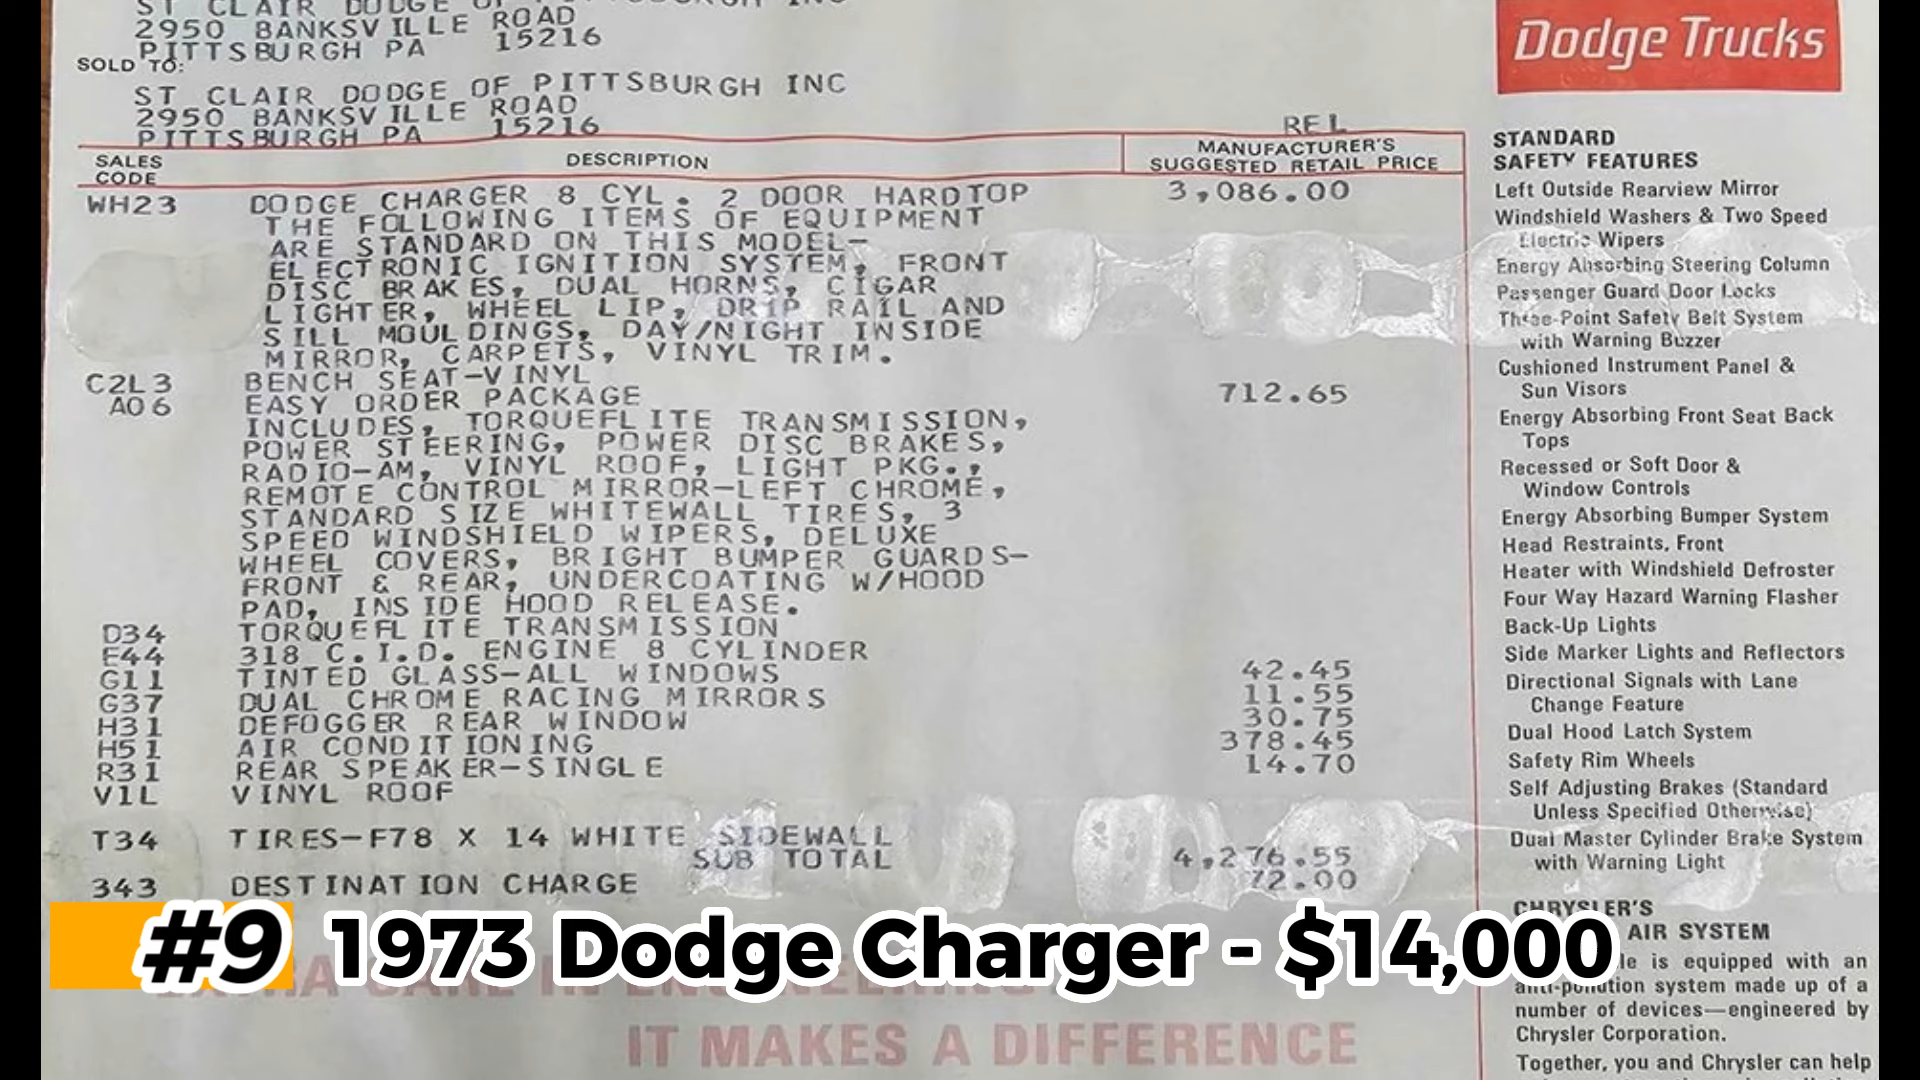 ST CLAIR DODGE OF PITTSBURGH INC
2950 BANKSVILLE ROAD
PITTSBURGH PA 15216
SOLD TO:
ST CLAIR DODGE OF PITTSBURGH INC
2950 BANKSVILLE ROAD
PITTSBURGH PA 15216
REL
SALES CODE DESCRIPTION MANUFACTURER'S SUGGESTED RETAIL PRICE
WH23 DODGE CHARGER 8 CYL. 2 DOOR HARDTOP 3,086.00
THE FOLLOWING ITEMS OF EQUIPMENT
ARE STANDARD ON THIS MODEL-
ELECTRONIC IGNITION SYSTEM, FRONT
DISC BRAKES, DUAL HORNS, CIGAR
LIGHTER, WHEEL LIP, DRIP RAIL AND
SILL MOULDINGS, DAY/NIGHT INSIDE
MIRROR, CARPETS, VINYL TRIM.
C2L3 BENCH SEAT-VINYL
A06 EASY ORDER PACKAGE 712.65
INCLUDES, TORQUEFLITE TRANSMISSION,
POWER STEERING, POWER DISC BRAKES,
RADIO-AM, VINYL ROOF, LIGHT PKG.,
REMOTE CONTROL MIRROR-LEFT CHROME,
STANDARD SIZE WHITEWALL TIRES, 3
SPEED WINDSHIELD WIPERS, DELUXE
WHEEL COVERS, BRIGHT BUMPER GUARDS-
FRONT & REAR, UNDERCOATING W/HOOD
PAD, INSIDE HOOD RELEASE.
D34 TORQUEFLITE TRANSMISSION
E44 318 C.I.D. ENGINE 8 CYLINDER
G11 TINTED GLASS-ALL WINDOWS 42.45
G37 DUAL CHROME RACING MIRRORS 11.55
H31 DEFOGGER REAR WINDOW 30.75
H51 AIR CONDITIONING 378.45
R31 REAR SPEAKER-SINGLE 14.70
V1L VINYL ROOF
T34 TIRES-F78 X 14 WHITE SIDEWALL
SUB TOTAL 4,276.55
343 DESTINATION CHARGE 72.00
#9 1973 Dodge Charger - $14,000
IT MAKES A DIFFERENCE
Dodge Trucks
STANDARD
SAFETY FEATURES
Left Outside Rearview Mirror
Windshield Washers & Two Speed
Electric Wipers
Energy Absorbing Steering Column
Passenger Guard Door Locks
Three-Point Safety Belt System
with Warning Buzzer
Cushioned Instrument Panel &
Sun Visors
Energy Absorbing Front Seat Back
Tops
Recessed or Soft Door &
Window Controls
Energy Absorbing Bumper System
Head Restraints, Front
Heater with Windshield Defroster
Four Way Hazard Warning Flasher
Back-Up Lights
Side Marker Lights and Reflectors
Directional Signals with Lane
Change Feature
Dual Hood Latch System
Safety Rim Wheels
Self Adjusting Brakes (Standard
Unless Specified Otherwise)
Dual Master Cylinder Brake System
with Warning Light
CHRYSLER'S
AIR SYSTEM
is equipped with an
anti-pollution system made up of a
number of devices—engineered by
Chrysler Corporation.
Together, you and Chrysler can help